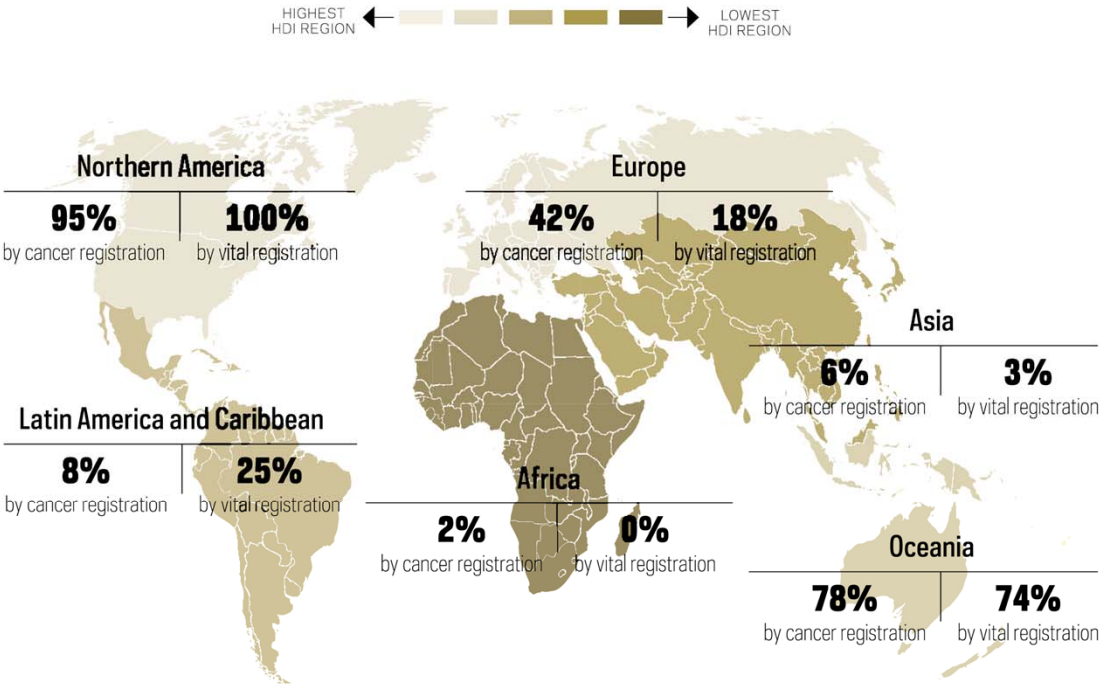 HIGHEST
HDI REGION
LOWEST
HDI REGION
Northern America
95%
by cancer registration
100%
by vital registration
Europe
42%
by cancer registration
18%
by vital registration
Asia
6%
by cancer registration
3%
by vital registration
Latin America and Caribbean
8%
by cancer registration
25%
by vital registration
Africa
2%
by cancer registration
0%
by vital registration
Oceania
78%
by cancer registration
74%
by vital registration